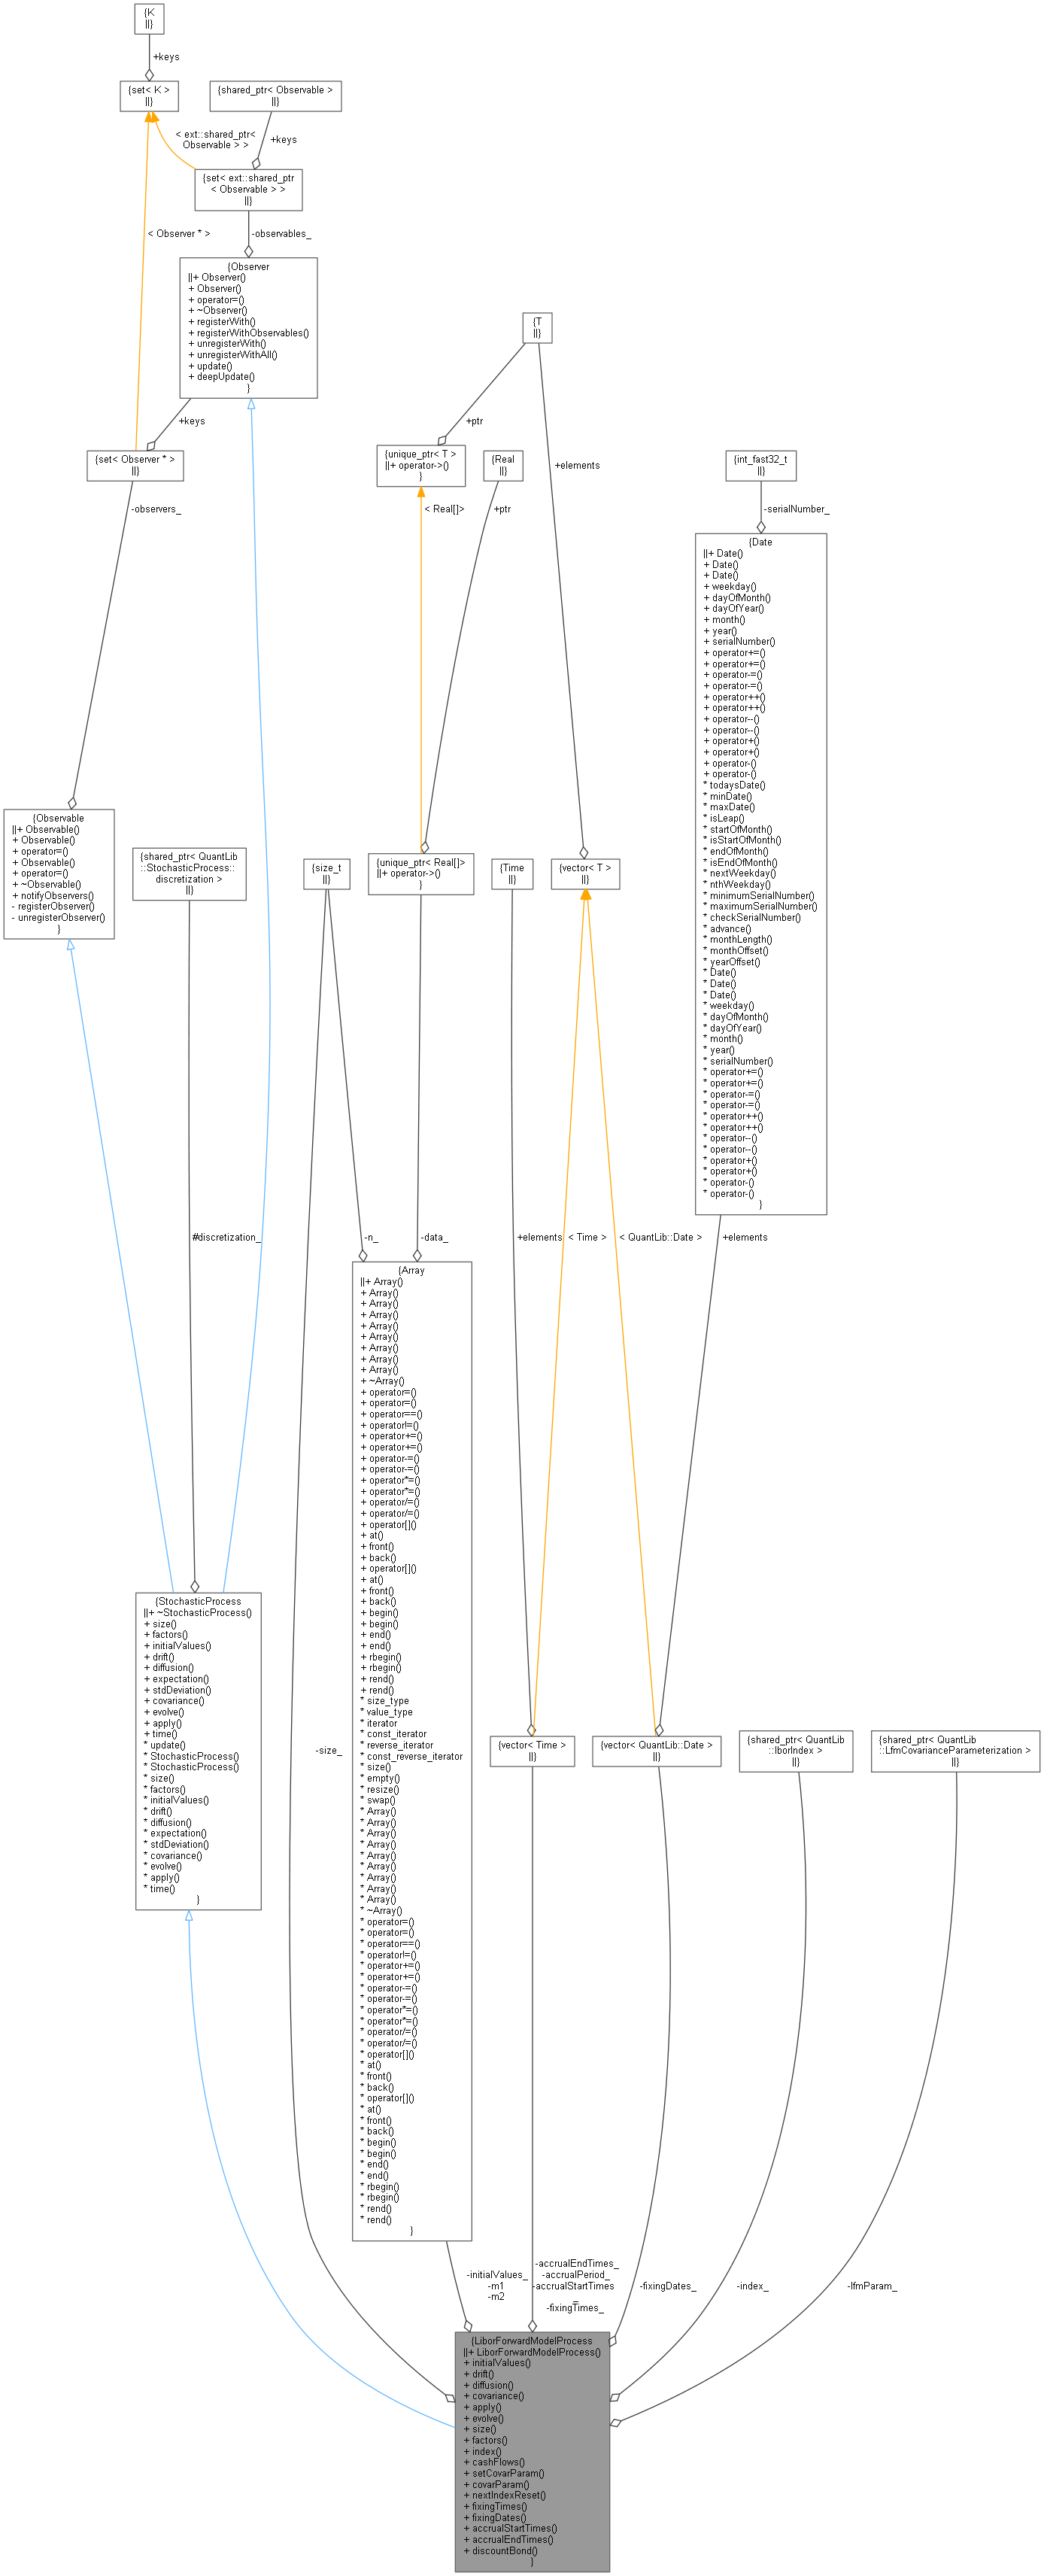 {K
||}
+keys
{set< K >
||}
{shared_ptr< Observable >
||}
< ext::shared_ptr<
Observable > >
+keys
{set< ext::shared_ptr
< Observable > >
||}
< Observer * >
-observables_
{Observer
||+ Observer()
+ Observer()
+ operator=()
+ ~Observer()
+ registerWith()
+ registerWithObservables()
+ unregisterWith()
+ unregisterWithAll()
+ update()
+ deepUpdate()
}
{T
||}
+keys
+ptr
{set< Observer * >
||}
{unique_ptr< T >
||+ operator->()
}
{Real
||}
+elements
{int_fast32_t
||}
-observers_
< Real[]>
+ptr
-serialNumber_
{Date
||+ Date()
+ Date()
+ Date()
+ weekday()
+ dayOfMonth()
+ dayOfYear()
+ month()
+ year()
+ serialNumber()
+ operator+=()
+ operator+=()
+ operator-=()
+ operator-=()
+ operator++()
+ operator++()
+ operator--()
+ operator--()
+ operator+()
+ operator+()
+ operator-()
+ operator-()
* todaysDate()
* minDate()
* maxDate()
* isLeap()
* startOfMonth()
* isStartOfMonth()
* endOfMonth()
* isEndOfMonth()
* nextWeekday()
* nthWeekday()
* minimumSerialNumber()
* maximumSerialNumber()
* checkSerialNumber()
* advance()
* monthLength()
* monthOffset()
* yearOffset()
* Date()
* Date()
* Date()
* weekday()
* dayOfMonth()
* dayOfYear()
* month()
* year()
* serialNumber()
* operator+=()
* operator+=()
* operator-=()
* operator-=()
* operator++()
* operator++()
* operator--()
* operator--()
* operator+()
* operator+()
* operator-()
* operator-()
}
{Observable
||+ Observable()
+ Observable()
+ operator=()
+ Observable()
+ operator=()
+ ~Observable()
+ notifyObservers()
- registerObserver()
- unregisterObserver()
}
{shared_ptr< QuantLib
::StochasticProcess::
discretization >
||}
{size_t
||}
{unique_ptr< Real[]>
||+ operator->()
}
{Time
||}
{vector< T >
||}
#discretization_
-n_
-data_
+elements
< Time >
< QuantLib::Date >
+elements
{Array
||+ Array()
+ Array()
+ Array()
+ Array()
+ Array()
+ Array()
+ Array()
+ Array()
+ Array()
+ ~Array()
+ operator=()
+ operator=()
+ operator==()
+ operator!=()
+ operator+=()
+ operator+=()
+ operator-=()
+ operator-=()
+ operator*=()
+ operator*=()
+ operator/=()
+ operator/=()
+ operator[]()
+ at()
+ front()
+ back()
+ operator[]()
+ at()
+ front()
+ back()
+ begin()
+ begin()
+ end()
+ end()
+ rbegin()
+ rbegin()
+ rend()
+ rend()
* size_type
* value_type
* iterator
* const_iterator
* reverse_iterator
* const_reverse_iterator
* size()
* empty()
* resize()
* swap()
* Array()
* Array()
* Array()
* Array()
* Array()
* Array()
* Array()
* Array()
* Array()
* ~Array()
* operator=()
* operator=()
* operator==()
* operator!=()
* operator+=()
* operator+=()
* operator-=()
* operator-=()
* operator*=()
* operator*=()
* operator/=()
* operator/=()
* operator[]()
* at()
* front()
* back()
* operator[]()
* at()
* front()
* back()
* begin()
* begin()
* end()
* end()
* rbegin()
* rbegin()
* rend()
* rend()
}
{StochasticProcess
||+ ~StochasticProcess()
+ size()
+ factors()
+ initialValues()
+ drift()
+ diffusion()
+ expectation()
+ stdDeviation()
+ covariance()
+ evolve()
+ apply()
+ time()
* update()
* StochasticProcess()
* StochasticProcess()
* size()
* factors()
* initialValues()
* drift()
* diffusion()
* expectation()
* stdDeviation()
* covariance()
* evolve()
* apply()
* time()
}
-size_
{vector< Time >
||}
{vector< QuantLib::Date >
||}
{shared_ptr< QuantLib
::IborIndex >
||}
{shared_ptr< QuantLib
::LfmCovarianceParameterization >
||}
-initialValues_
-m1
-m2
-accrualEndTimes_
-accrualPeriod_
-accrualStartTimes
_
-fixingTimes_
-fixingDates_
-index_
-lfmParam_
{LiborForwardModelProcess
||+ LiborForwardModelProcess()
+ initialValues()
+ drift()
+ diffusion()
+ covariance()
+ apply()
+ evolve()
+ size()
+ factors()
+ index()
+ cashFlows()
+ setCovarParam()
+ covarParam()
+ nextIndexReset()
+ fixingTimes()
+ fixingDates()
+ accrualStartTimes()
+ accrualEndTimes()
+ discountBond()
}